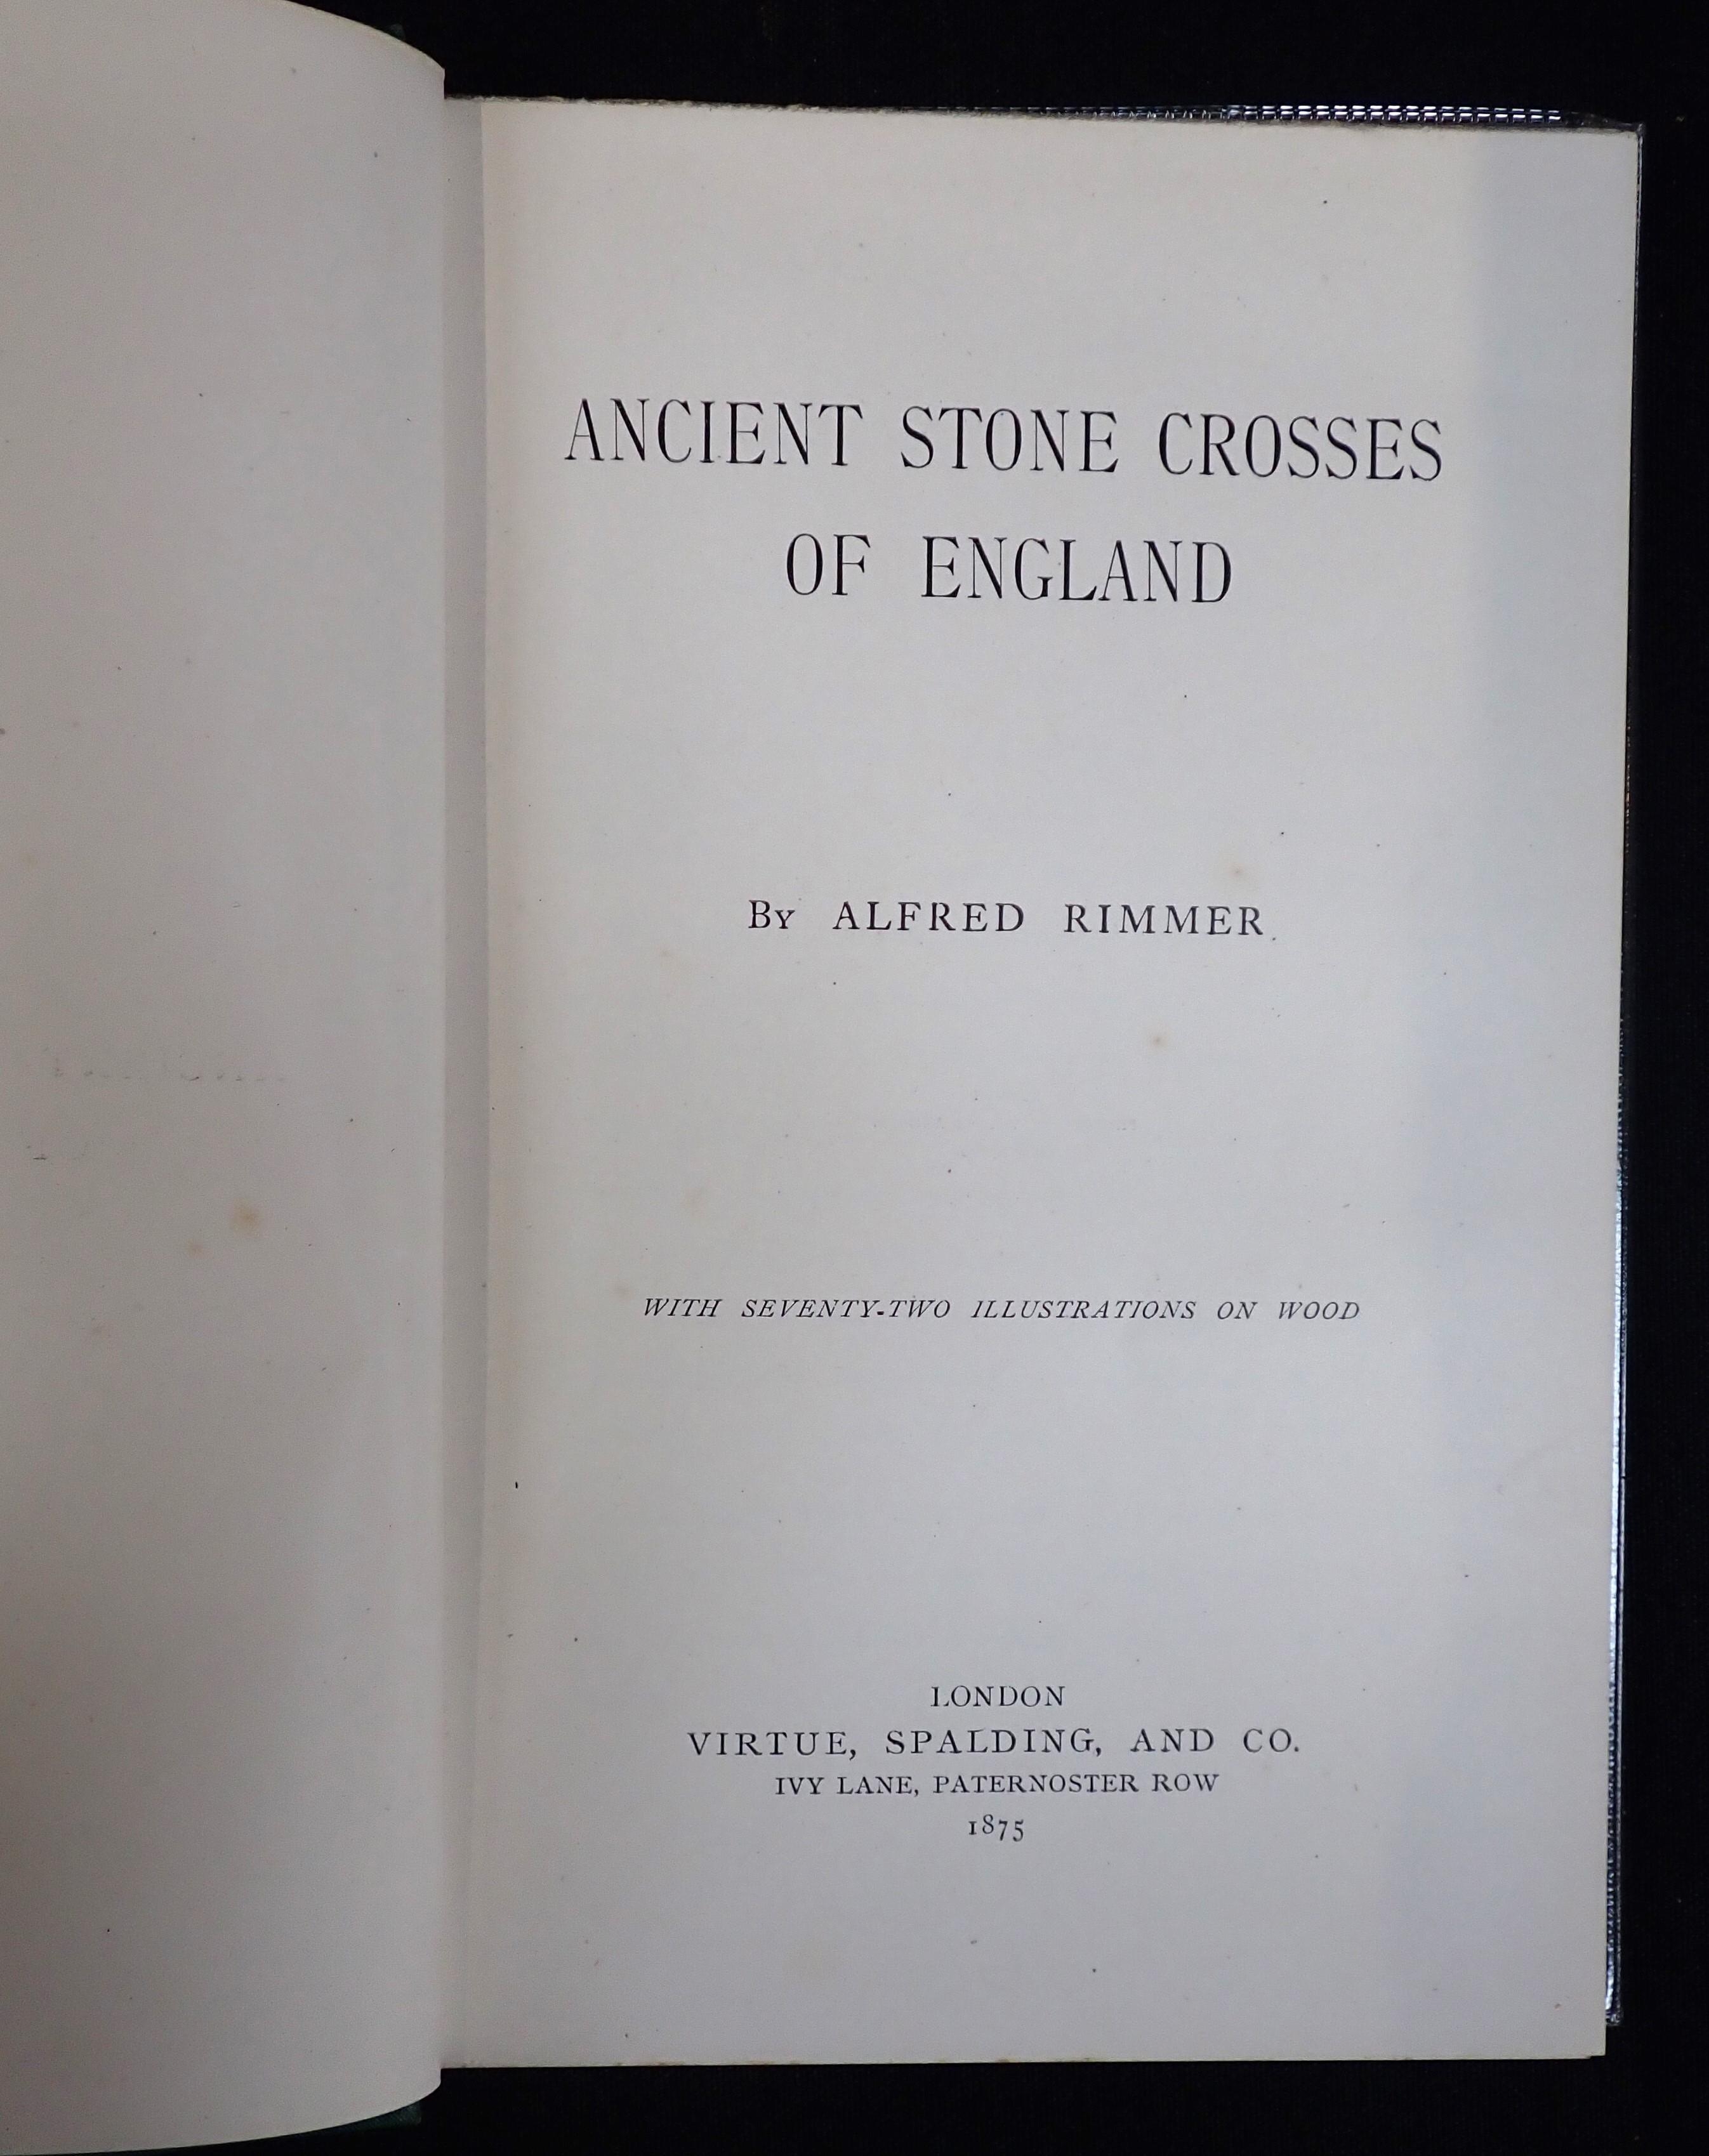 ANCIENT STONE CROSSES
OF ENGLAND
By ALFRED RIMMER.
WITH SEVENTY-TWO ILLUSTRATIONS ON WOOD
LONDON
VIRTUE, SPALDING, AND CO.
IVY LANE, PATERNOSTER ROW
1875